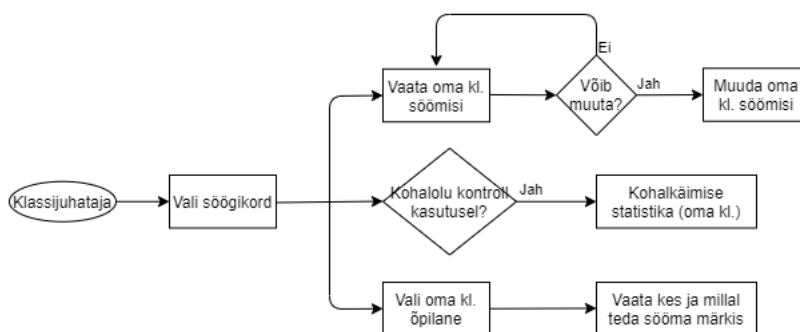 Ei
Vaata oma kl.
söömisi
Võib
muuta?
Jah
Muuda oma
kl. söömisi
Klassijuhataja
Vali söögikord
Kohalolu kontroll
kasutusel?
Jah
Kohalkäimise
statistika (oma kl.)
Vali oma kl.
õpilane
Vaata kes ja millal
teda sööma märkis